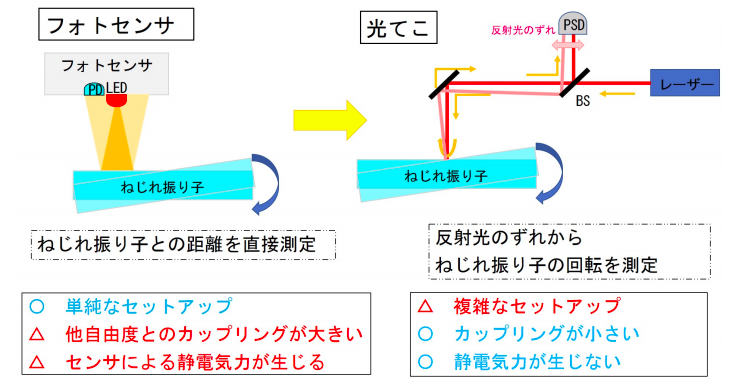 フォトセンサ
フォトセンサ
PD
LED
ねじれ振り子
ねじれ振り子との距離を直接測定
○ 単純なセットアップ
△ 他自由度とのカップリングが大きい
△ センサによる静電気力が生じる
光てこ
反射光のずれ
PSD
BS
レーザー
ねじれ振り子
反射光のずれから
ねじれ振り子の回転を測定
△ 複雑なセットアップ
○ カップリングが小さい
○ 静電気力が生じない